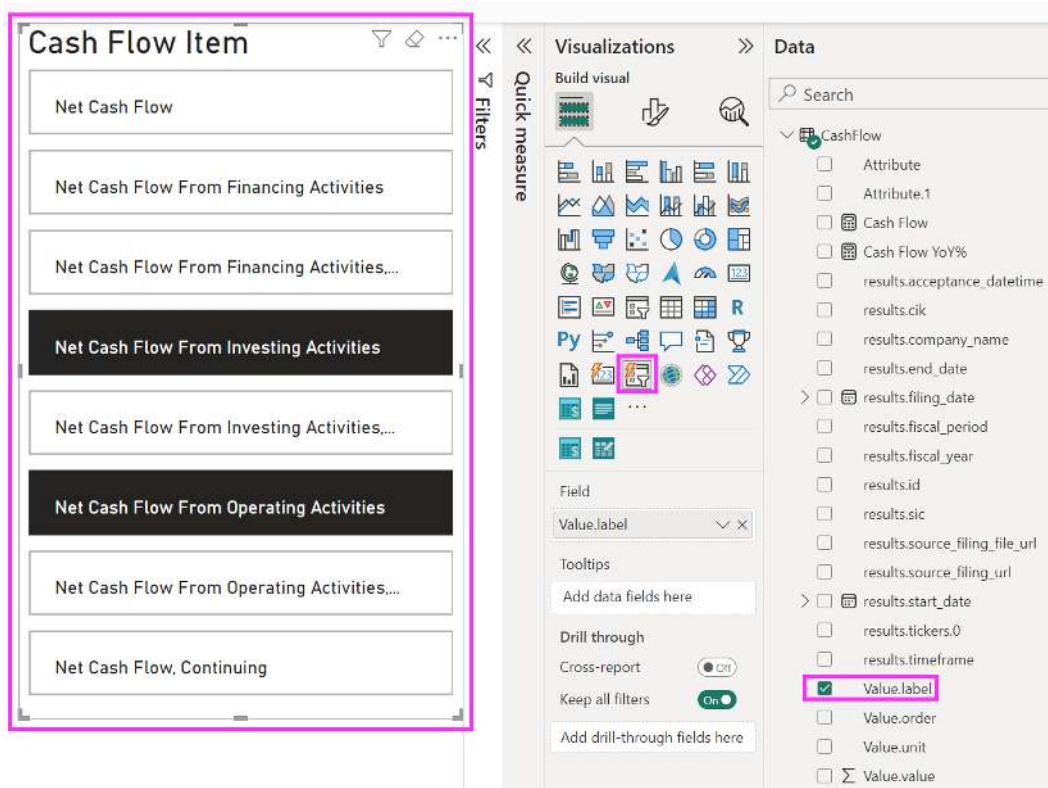 Cash Flow Item
Net Cash Flow
Net Cash Flow From Financing Activities
Net Cash Flow From Financing Activities,...
Net Cash Flow From Investing Activities
Net Cash Flow From Investing Activities,...
Net Cash Flow From Operating Activities
Net Cash Flow From Operating Activities,...
Net Cash Flow, Continuing
Filters
Quick measure
Visualizations
Build visual
123
R
Py
123
Field
Value.label
Tooltips
Add data fields here
Drill through
Cross-report
Off
Keep all filters
On
Add drill-through fields here
Data
Search
CashFlow
Attribute
Attribute.1
Cash Flow
Cash Flow YoY%
results.acceptance_datetime
results.cik
results.company_name
results.end_date
results.filing_date
results.fiscal_period
results.fiscal_year
results.id
results.sic
results.source_filing_file_url
results.source_filing_url
results.start_date
results.tickers.0
results.timeframe
Value.label
Value.order
Value.unit
Value.value